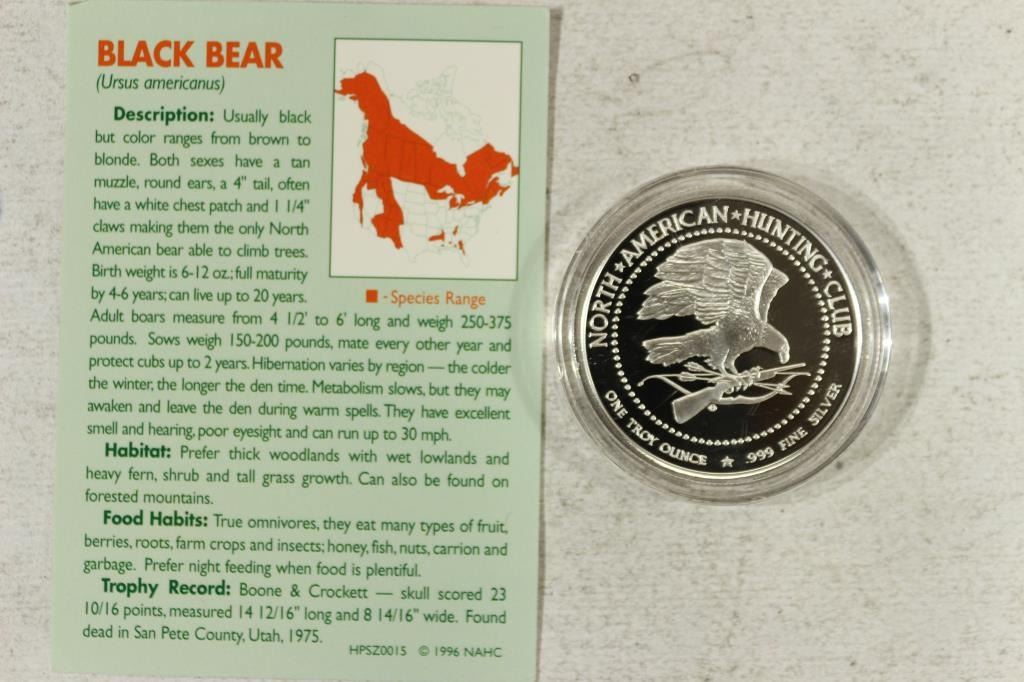 BLACK BEAR
(Ursus americanus)
Description: Usually black
but color ranges from brown to
blonde. Both sexes have a tan
muzzle, round ears, a 4" tail, often
have a white chest patch and 1 1/4"
claws making them the only North
American bear able to climb trees.
Birth weight is 6-12 oz.; full maturity
by 4-6 years; can live up to 20 years.
- Species Range
Adult boars measure from 4 1/2' to 6' long and weigh 250-375
pounds. Sows weigh 150-200 pounds, mate every other year and
protect cubs up to 2 years. Hibernation varies by region — the colder
the winter, the longer the den time. Metabolism slows, but they may
awaken and leave the den during warm spells. They have excellent
smell and hearing, poor eyesight and can run up to 30 mph.
Habitat: Prefer thick woodlands with wet lowlands and
heavy fern, shrub and tall grass growth. Can also be found on
forested mountains.
Food Habits: True omnivores, they eat many types of fruit,
berries, roots, farm crops and insects; honey, fish, nuts, carrion and
garbage. Prefer night feeding when food is plentiful.
Trophy Record: Boone & Crockett — skull scored 23
10/16 points, measured 14 12/16" long and 8 14/16" wide. Found
dead in San Pete County, Utah, 1975.
HPSZ0015 © 1996 NAHC
NORTH★AMERICAN★HUNTING★CLUB
ONE TROY OUNCE ★ .999 FINE SILVER